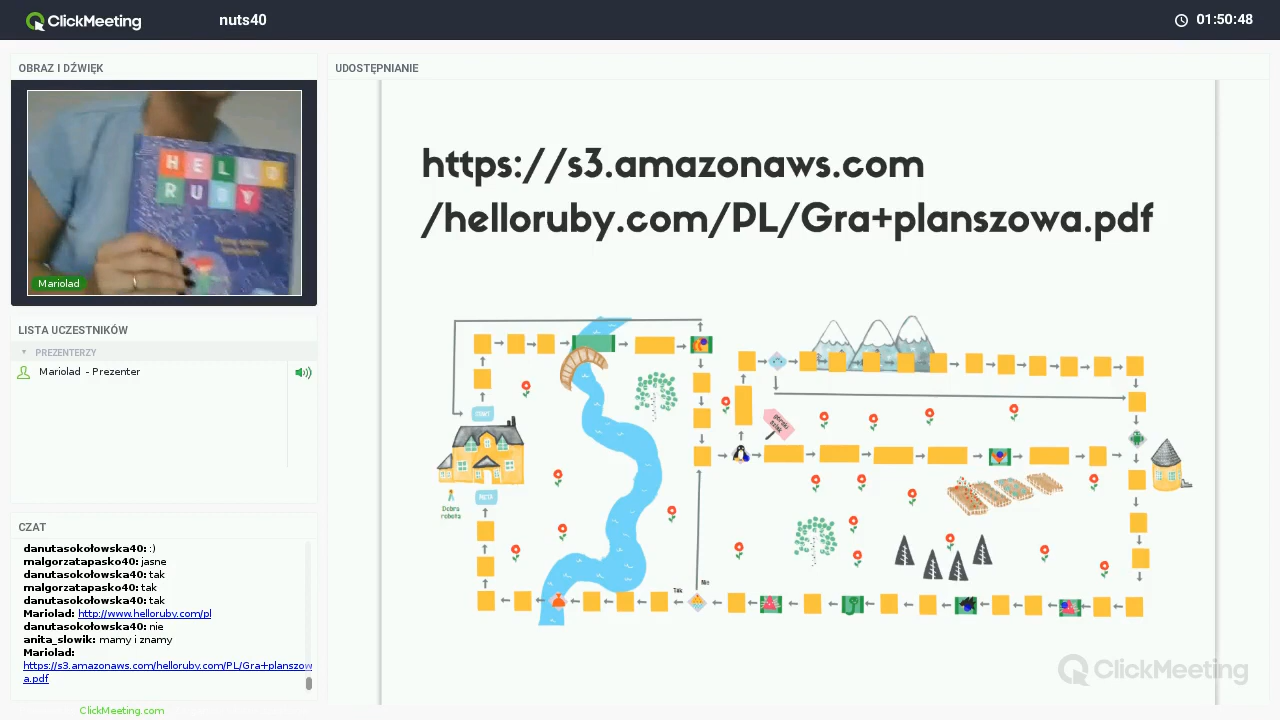 ClickMeeting
nuts40
01:50:48
OBRAZ I DŹWIĘK
HELLO
RUBY
Mariolad
LISTA UCZESTNIKÓW
PREZENTERZY
Mariolad - Prezenter
CZAT
danutasokołowska40: :)
malgorzatapasko40: jasne
danutasokołowska40: tak
malgorzatapasko40: tak
danutasokołowska40: tak
Mariolad: http://www.helloruby.com/pl
danutasokołowska40: nie
anita_slowik: mamy i znamy
Mariolad:
https://s3.amazonaws.com/helloruby.com/PL/Gra+planszow
a.pdf
ClickMeeting.com
UDOSTĘPNIANIE
https://s3.amazonaws.com
/helloruby.com/PL/Gra+planszowa.pdf
START
META
Dobra
robota
Tak
Nie
ClickMeeting